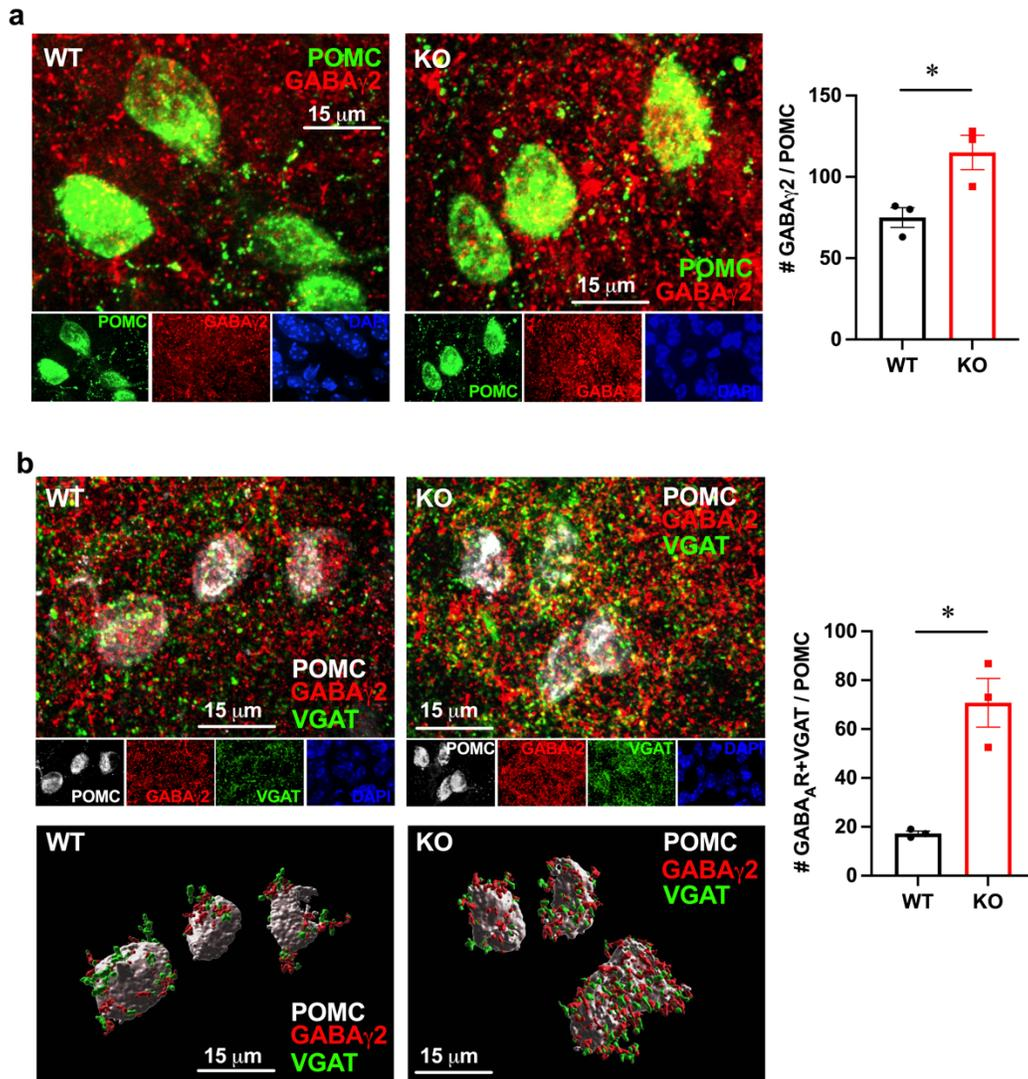 a
WT
POMC
GABAγ2
15 μm
KO
15 μm
POMC
GABAγ2
POMC
GABAγ2
DAPI
POMC
GABAγ2
DAPI
*
150
100
50
0
# GABAγ2 / POMC
WT
KO
b
WT
POMC
GABAγ2
VGAT
15 μm
KO
POMC
GABAγ2
VGAT
15 μm
POMC
GABAγ2
VGAT
DAPI
POMC
GABAγ2
VGAT
DAPI
WT
POMC
GABAγ2
VGAT
15 μm
KO
POMC
GABAγ2
VGAT
15 μm
*
100
80
60
40
20
0
# GABA_AR+VGAT / POMC
WT
KO